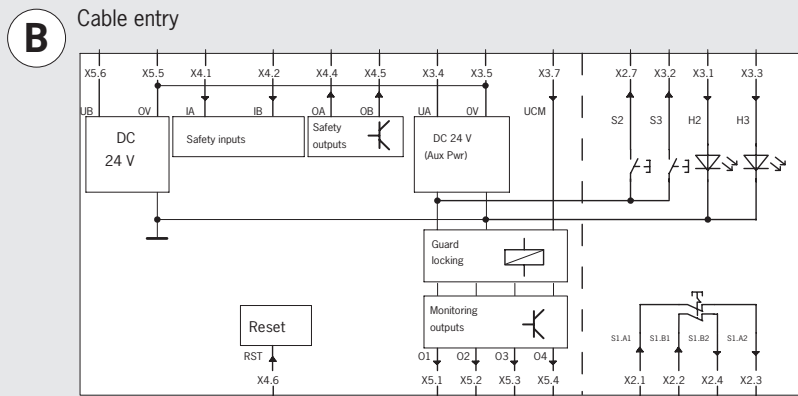 B
Cable entry
X5.6 X5.5 X4.1 X4.2 X4.4 X4.5 X3.4 X3.5 X3.7 X2.7 X3.2 X3.1 X3.3
UB 0V IA IB OA OB UA 0V UCM S2 S3 H2 H3
DC
24 V
Safety inputs
Safety
outputs
DC 24 V
(Aux Pwr)
Guard
locking
Monitoring
outputs
Reset
S1.A1 S1.B1 S1.B2 S1.A2
RST O1 O2 O3 O4
X4.6 X5.1 X5.2 X5.3 X5.4 X2.1 X2.2 X2.4 X2.3